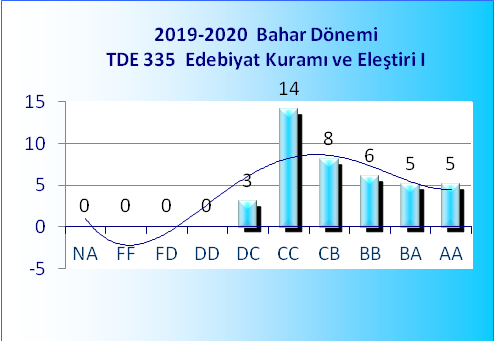 2019-2020 Bahar Dönemi
TDE 335 Edebiyat Kuramı ve Eleştiri I
15
10
5
0
-5
0 0 0 0 3 14 8 6 5 5
NA FF FD DD DC CC CB BB BA AA